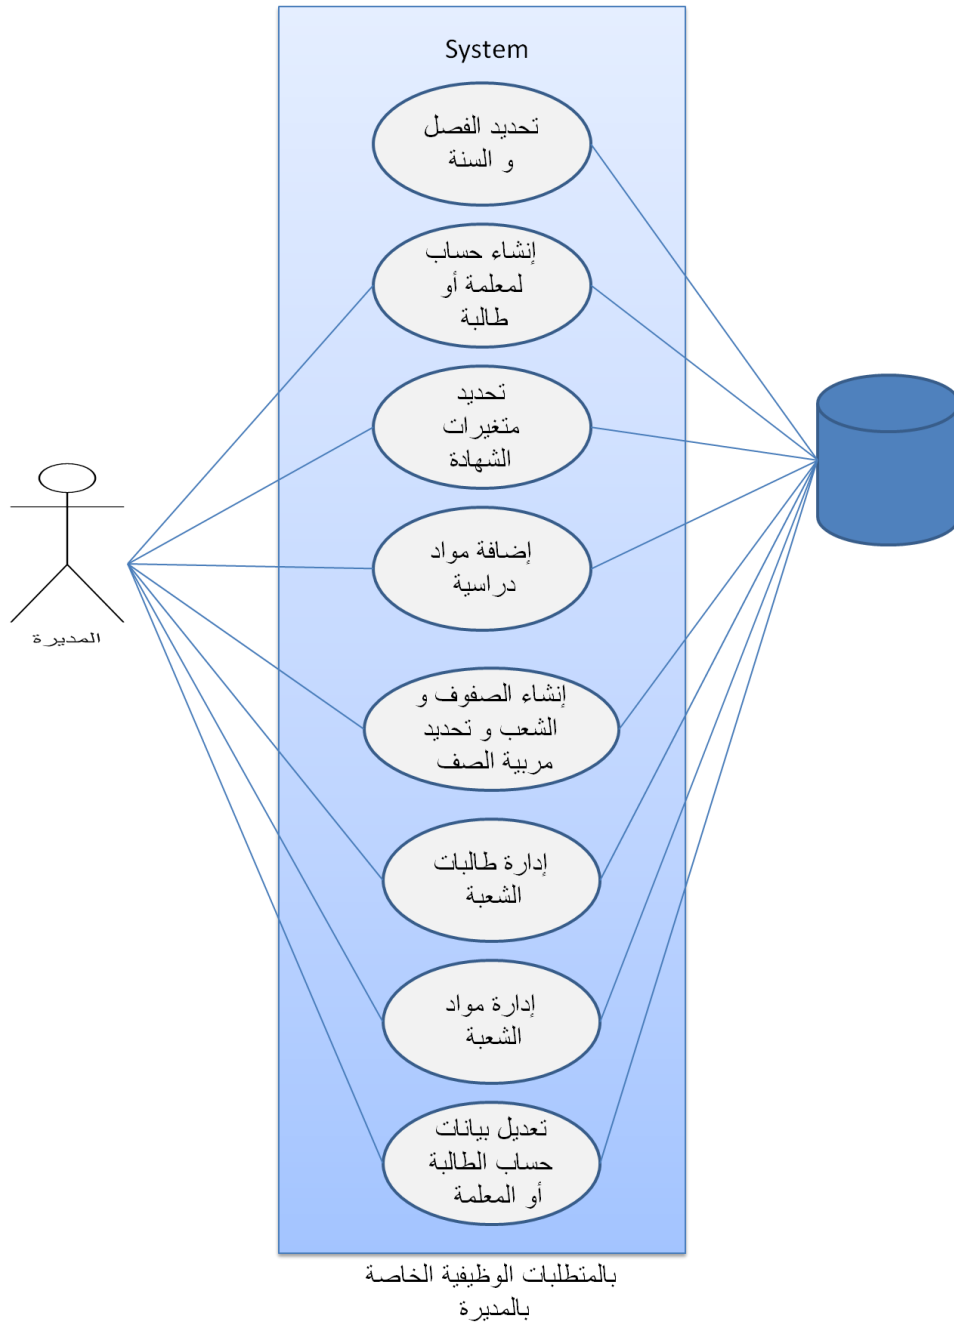 System
تحديد الفصل
و السنة
إنشاء حساب
لمعلمة أو
طالبة
تحديد
متغيرات
الشهادة
إضافة مواد
دراسية
المديرة
إنشاء الصفوف و
الشعب و تحديد
مربية الصف
إدارة طالبات
الشعبة
إدارة مواد
الشعبة
تعديل بيانات
حساب الطالبة
أو المعلمة
بالمتطلبات الوظيفية الخاصة
بالمديرة